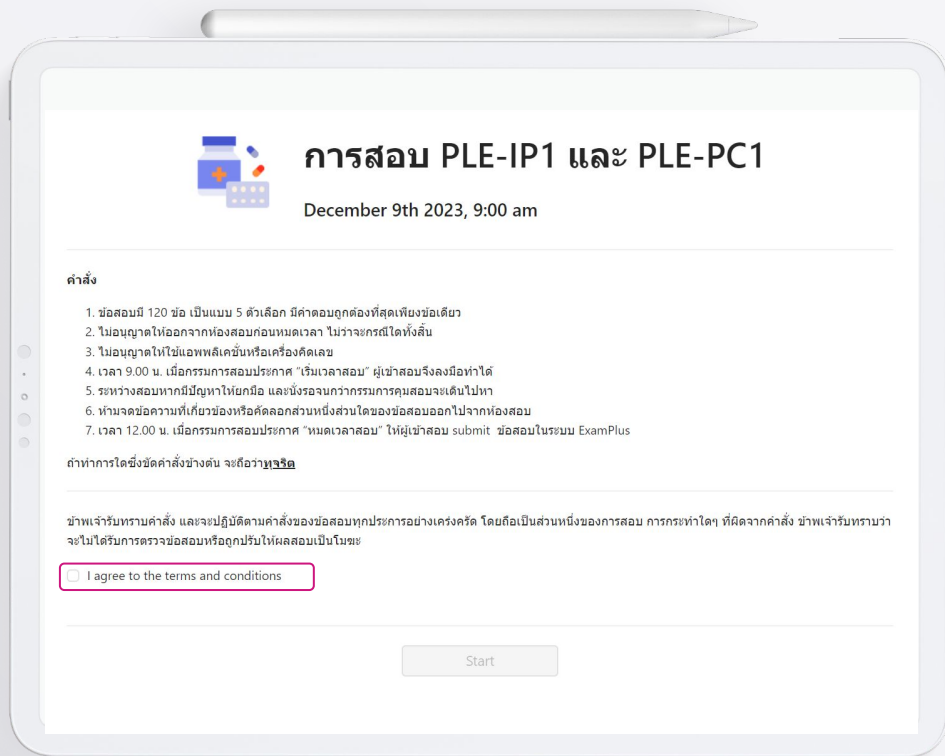 การสอบ PLE-IP1 และ PLE-PC1
December 9th 2023, 9:00 am
คำสั่ง
1. ข้อสอบมี 120 ข้อ เป็นแบบ 5 ตัวเลือก มีคำตอบถูกต้องที่สุดเพียงข้อเดียว
2. ไม่อนุญาตให้ออกจากห้องสอบก่อนหมดเวลา ไม่ว่าจะกรณีใดทั้งสิ้น
3. ไม่อนุญาตให้ใช้แอพพลิเคชั่นหรือเครื่องคิดเลข
4. เวลา 9.00 น. เมื่อกรรมการสอบประกาศ “เริ่มเวลาสอบ” ผู้เข้าสอบจึงลงมือทำได้
5. ระหว่างสอบหากมีปัญหาให้ยกมือ และนั่งรอจนกว่ากรรมการคุมสอบจะเดินไปหา
6. ห้ามจดข้อความที่เกี่ยวข้องหรือคัดลอกส่วนหนึ่งส่วนใดของข้อสอบออกไปจากห้องสอบ
7. เวลา 12.00 น. เมื่อกรรมการสอบประกาศ “หมดเวลาสอบ” ให้ผู้เข้าสอบ submit ข้อสอบในระบบ ExamPlus
ถ้าทำการใดซึ่งขัดคำสั่งข้างต้น จะถือว่าทุจริต
ข้าพเจ้ารับทราบคำสั่ง และจะปฏิบัติตามคำสั่งของข้อสอบทุกประการอย่างเคร่งครัด โดยถือเป็นส่วนหนึ่งของการสอบ การกระทำใดๆ ที่ผิดจากคำสั่ง ข้าพเจ้ารับทราบว่า
จะไม่ได้รับการตรวจข้อสอบหรือถูกปรับให้ผลสอบเป็นโมฆะ
I agree to the terms and conditions
Start